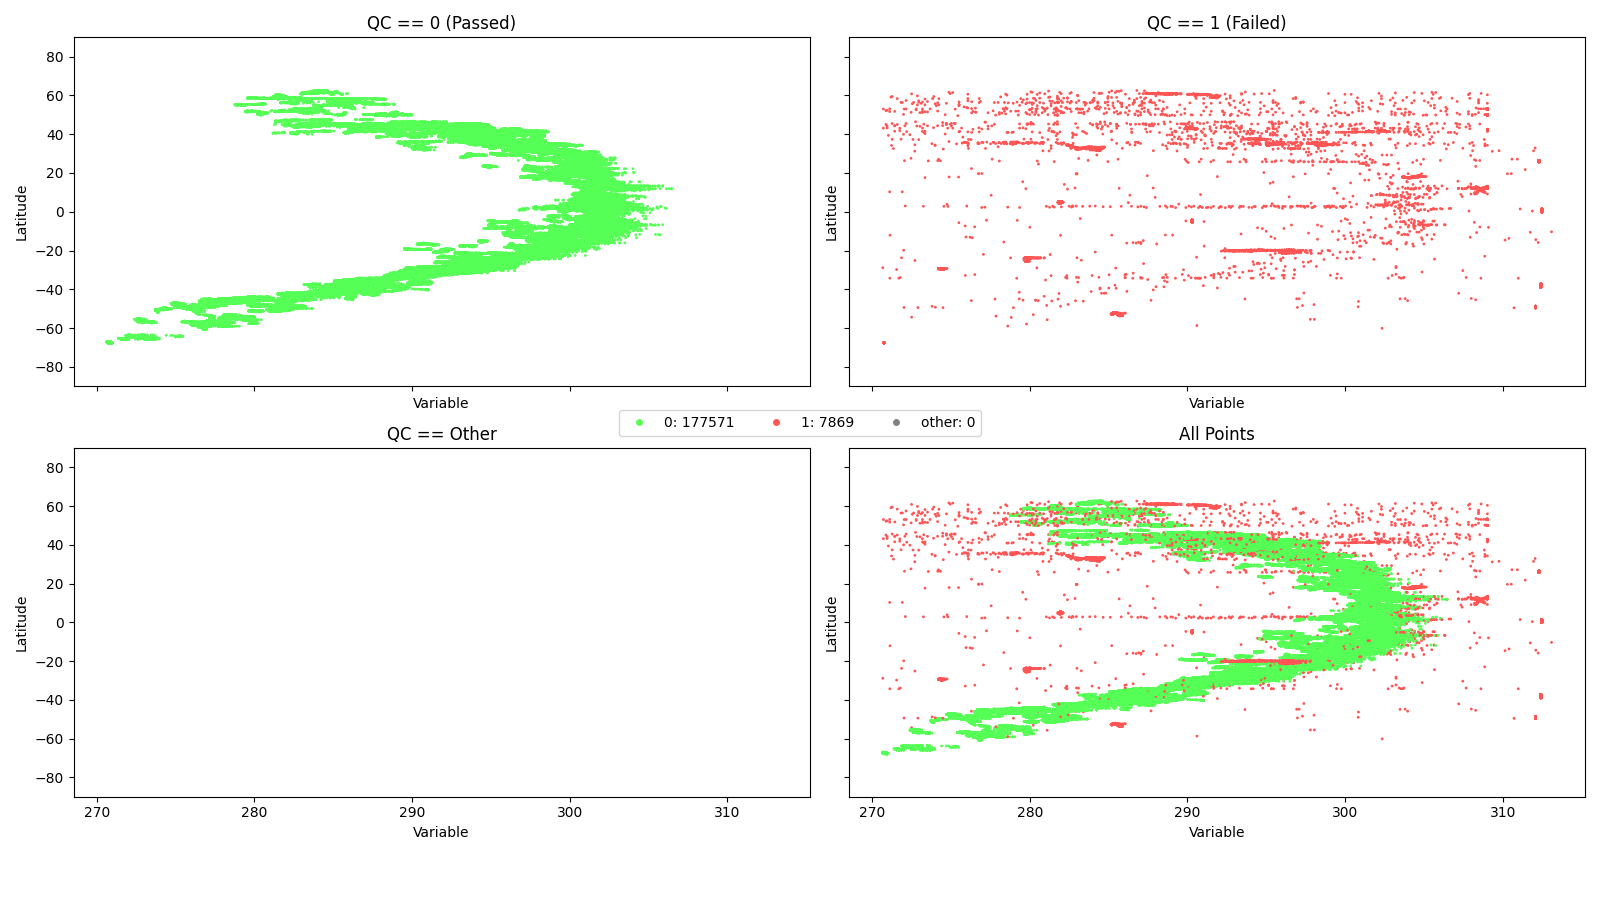 QC == 0 (Passed)
80
60
40
20
0
−20
−40
−60
−80
Latitude
Variable
QC == 1 (Failed)
Latitude
Variable
0: 177571 1: 7869 other: 0
QC == Other
80
60
40
20
0
−20
−40
−60
−80
Latitude
270 280 290 300 310
Variable
All Points
Latitude
270 280 290 300 310
Variable